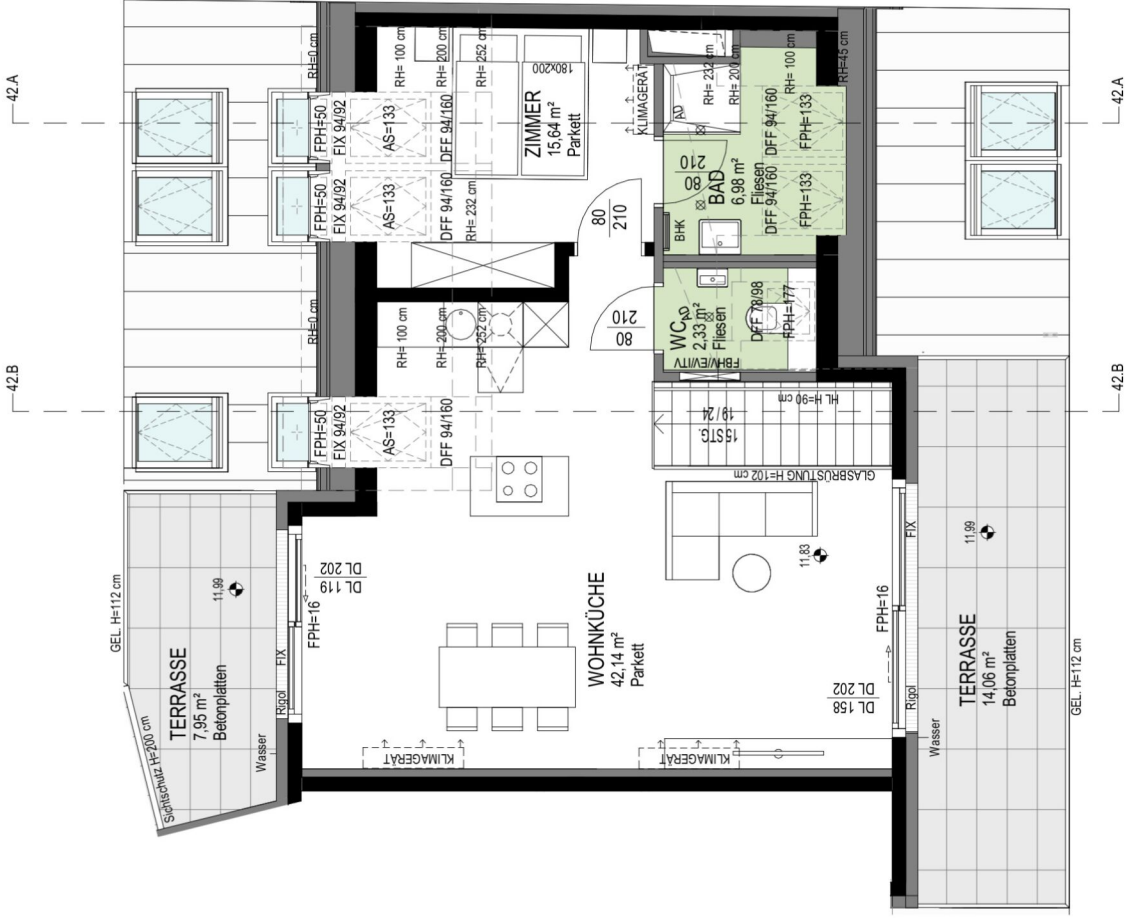 42.A
42.A
42.B
42.B
RH=0 cm
RH= 100 cm
RH= 200 cm
RH= 252 cm
180x200
KLIMAGERÄT
RH= 232 cm
RH= 200 cm
RH= 100 cm
RH=45 cm
FPH=50
FIX 94/92
AS=133
DFF 94/160
ZIMMER
15,64 m²
Parkett
AD
DFF 94/160
FPH=133
FPH=50
FIX 94/92
AS=133
DFF 94/160
RH= 232 cm
80
210
80
210
BHK
BAD
6,98 m²
Fliesen
DFF 94/160
FPH=133
RH=0 cm
RH= 100 cm
RH= 200 cm
RH=252 cm
80
210
WC
AD
2,33 m²
Fliesen
DFF 78/98
FPH=177
FBHV/EV/ITV
FPH=50
FIX 94/92
AS=133
DFF 94/160
15 STG.
19 / 24
HL H=90 cm
GLASBRÜSTUNG H=102 cm
GEL. H=112 cm
11,99
TERRASSE
7,95 m²
Betonplatten
Sichtschutz H=200 cm
Wasser
Rigol
FIX
FPH=16
DL 119
DL 202
WOHNKÜCHE
42,14 m²
Parkett
11,83
KLIMAGERÄT
KLIMAGERÄT
DL 158
DL 202
FPH=16
FIX
Rigol
Wasser
11,99
TERRASSE
14,06 m²
Betonplatten
GEL. H=112 cm